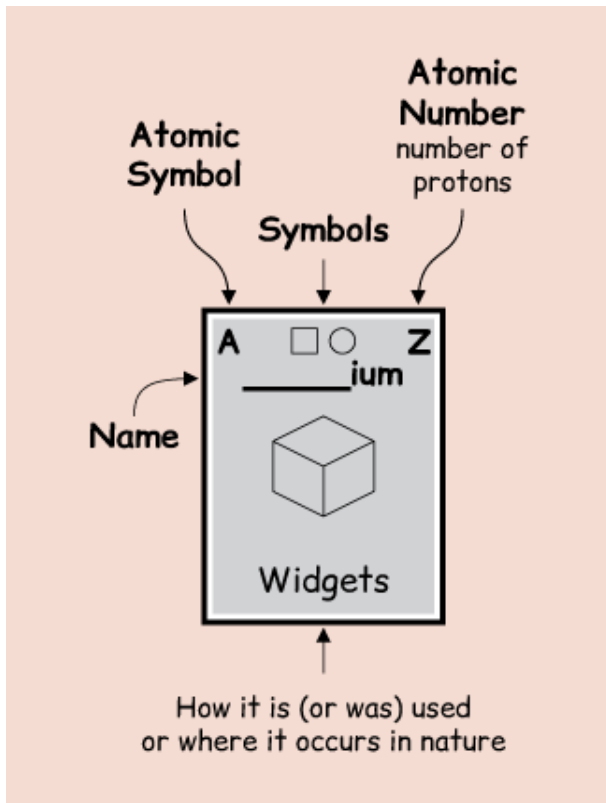 Atomic
Number
number of
protons
Atomic
Symbol
Symbols
A
Z
ium
Name
Widgets
How it is (or was) used
or where it occurs in nature